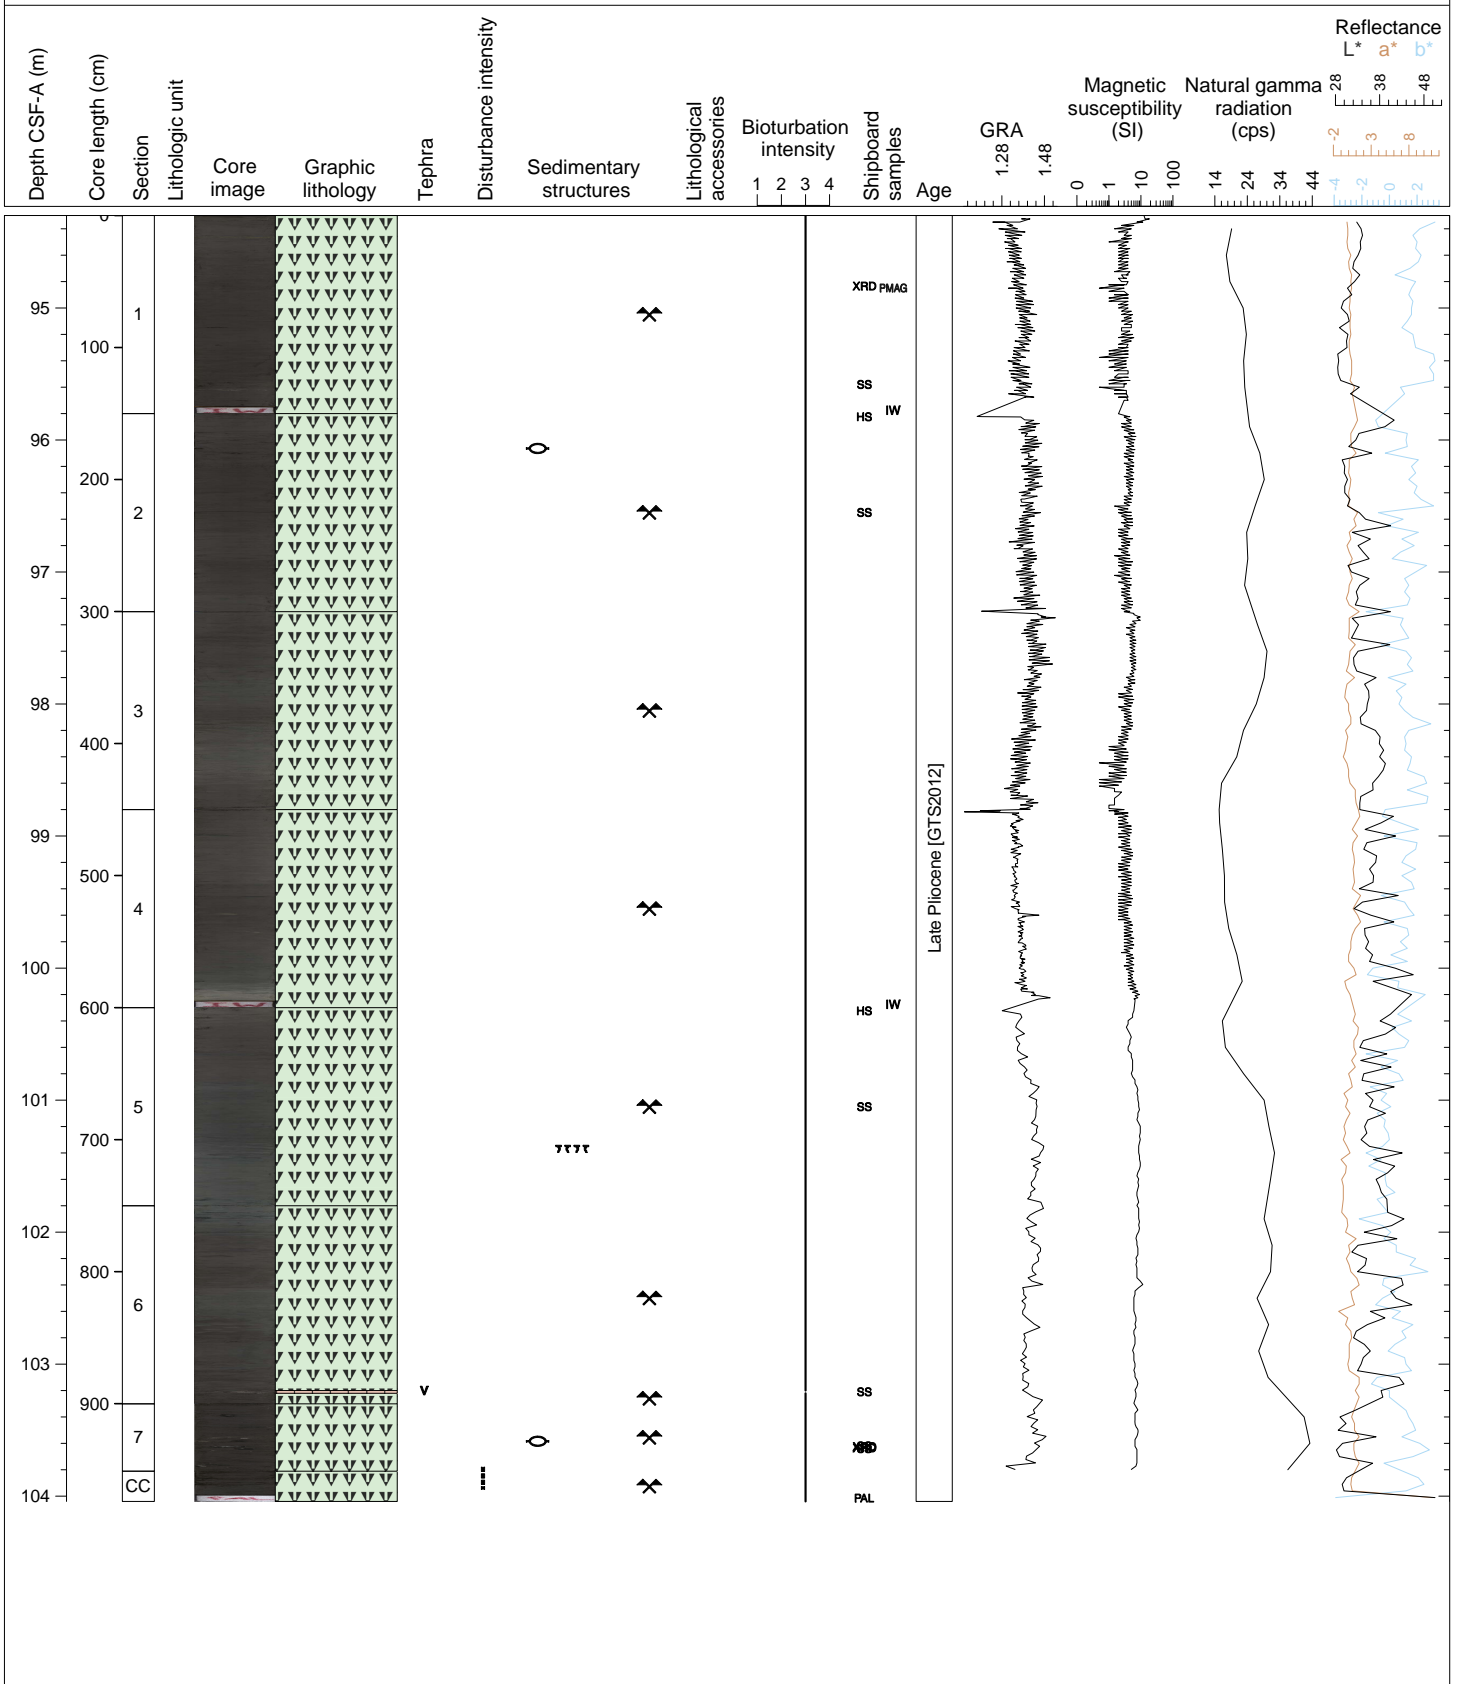 Depth CSF-A (m)
Core length (cm)
Section
Lithologic unit
Core
image
Graphic
lithology
Tephra
Disturbance intensity
Sedimentary
structures
Lithological
accessories
Bioturbation
intensity
1 2 3 4
Shipboard
samples
Age
GRA
1.28 1.48
Magnetic
susceptibility
(SI)
0 1 10 100
Natural gamma
radiation
(cps)
14 24 34 44
Reflectance
L* a* b*
28 38 48
-2 3 8
-4 -2 0 2
0
XRD PMAG
95
1
100
SS
IW
HS
96
200
2
SS
97
300
98
3
400
Late Pliocene [GTS2012]
99
500
4
100
600
IW
HS
101
5
SS
700
102
800
6
103
V
SS
900
7
CC
104
PAL